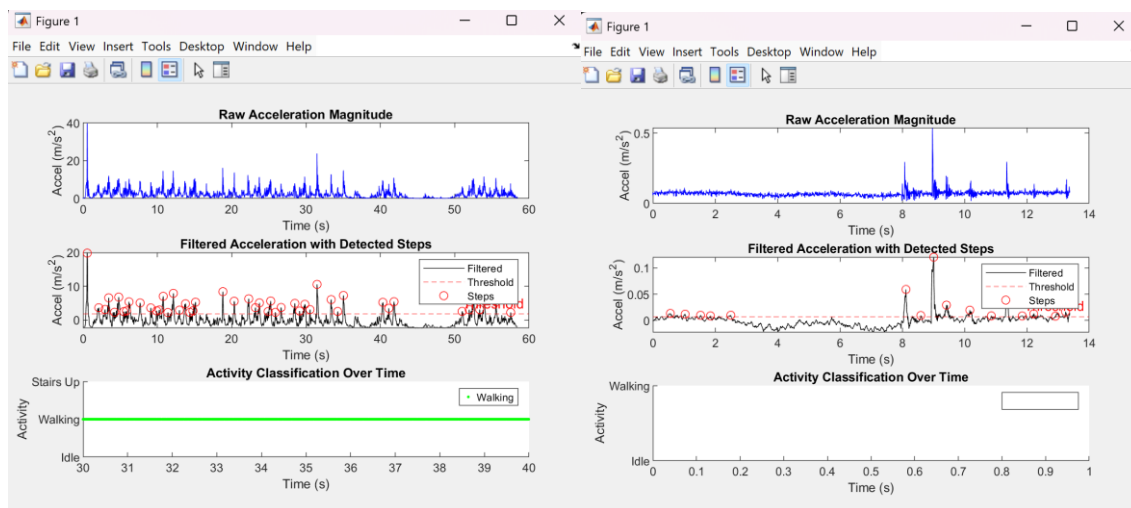 Figure 1
File Edit View Insert Tools Desktop Window Help
Raw Acceleration Magnitude
40
20
0
Accel (m/s²)
0 10 20 30 40 50 60
Time (s)
Filtered Acceleration with Detected Steps
20
10
0
Accel (m/s²)
Filtered
Threshold
Steps
0 10 20 30 40 50 60
Time (s)
Activity Classification Over Time
Stairs Up
Walking
Idle
Activity
Walking
30 31 32 33 34 35 36 37 38 39 40
Time (s)
Figure 1
File Edit View Insert Tools Desktop Window Help
Raw Acceleration Magnitude
0.5
0
Accel (m/s²)
0 2 4 6 8 10 12 14
Time (s)
Filtered Acceleration with Detected Steps
0.1
0.05
0
Accel (m/s²)
Filtered
Threshold
Steps
0 2 4 6 8 10 12 14
Time (s)
Activity Classification Over Time
Walking
Idle
Activity
0 0.1 0.2 0.3 0.4 0.5 0.6 0.7 0.8 0.9 1
Time (s)